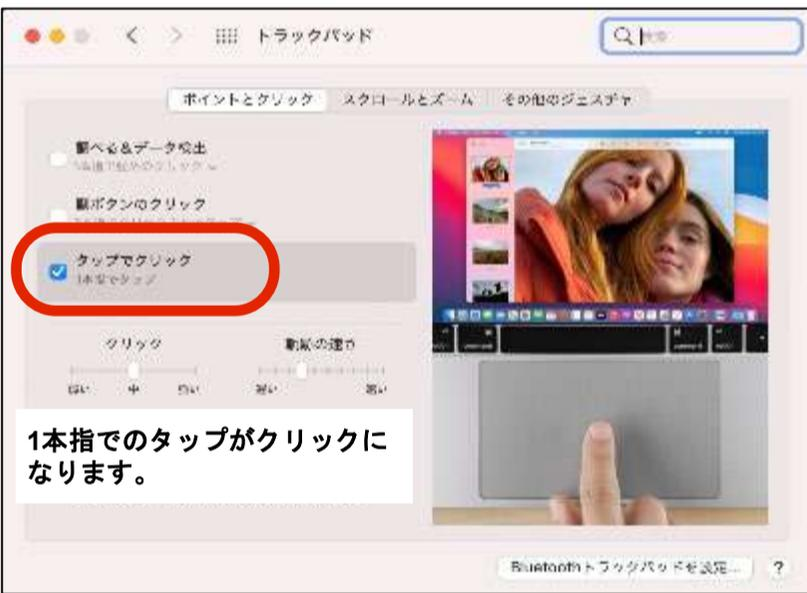 トラックパッド
検索
ポイントとクリック スクロールとズーム その他のジェスチャ
調べる&データ検出
副ボタンのクリック
タップでクリック
1本指でタップ
クリック 軌跡の速さ
弱い 中 強い 遅い 速い
1本指でのタップがクリックに
なります。
Bluetoothトラックパッドを設定... ?